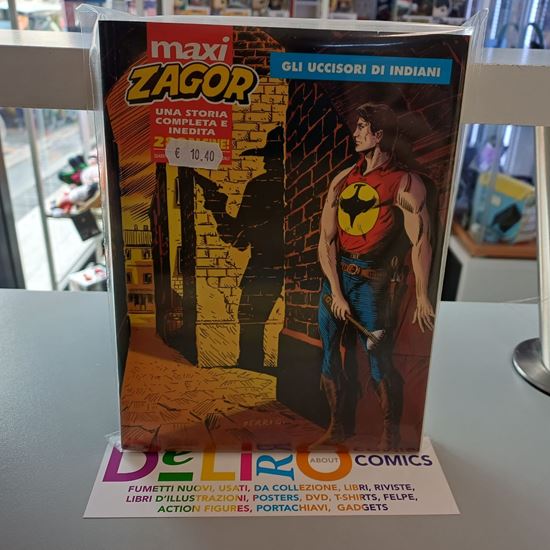 maxi
ZAGOR
GLI UCCISORI DI INDIANI
UNA STORIA
COMPLETA E
INEDITA
€ 10.40
DELIRIO
ABOUT
COMICS
FUMETTI NUOVI, USATI, DA COLLEZIONE, LIBRI, RIVISTE,
LIBRI D'ILLUSTRAZIONI, POSTERS, DVD, T-SHIRTS, FELPE,
ACTION FIGURES, PORTACHIAVI, GADGETS